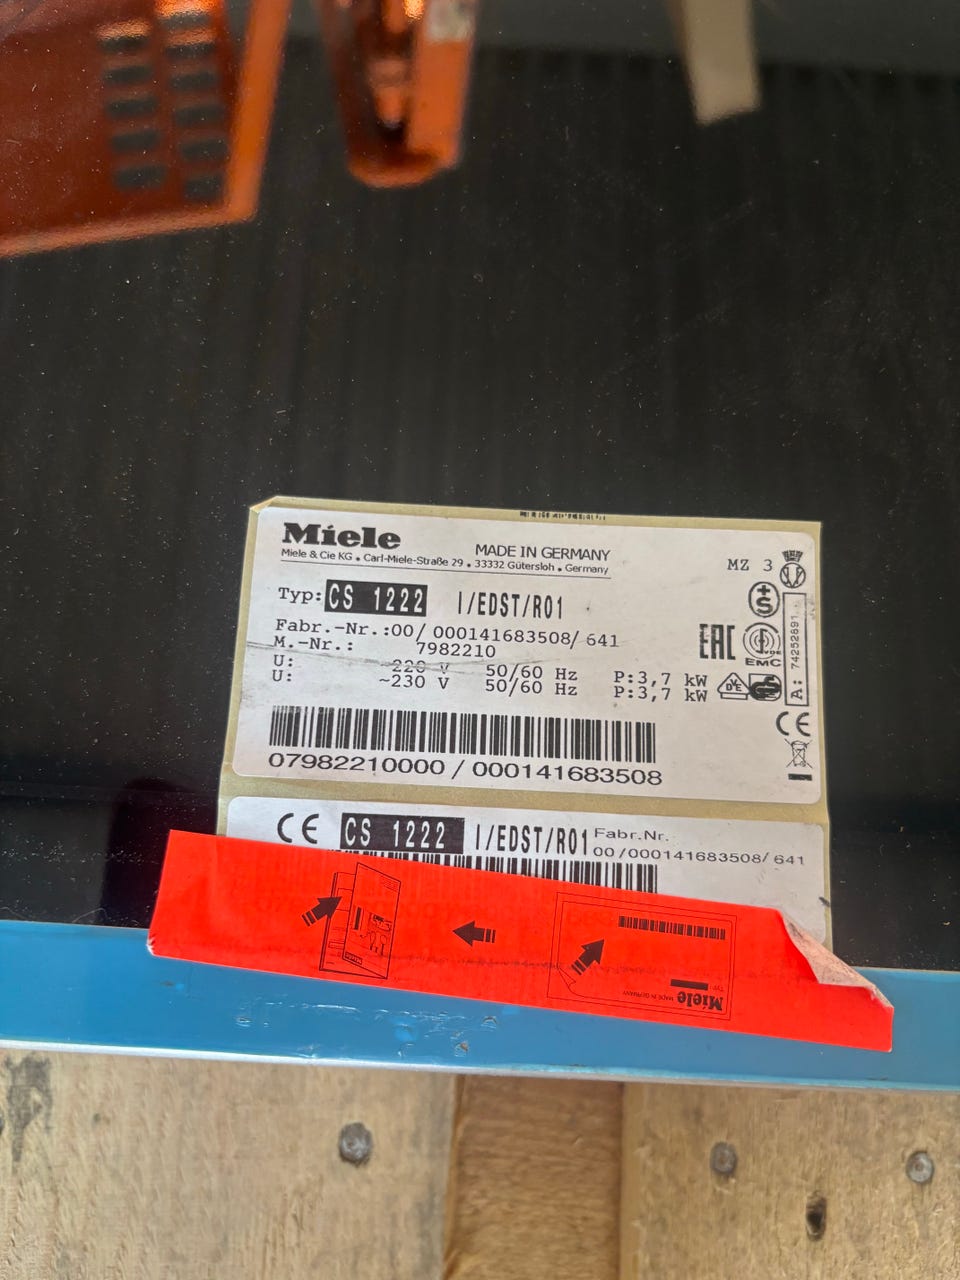 Miele
MADE IN GERMANY
Miele & Cie KG • Carl-Miele-Straße 29 • 33332 Gütersloh • Germany
MZ 3
Typ: CS 1222 I/EDST/R01
Fabr.-Nr.:00/ 000141683508/ 641
M.-Nr.: 7982210
U: ~220 V 50/60 Hz P:3,7 kW
U: ~230 V 50/60 Hz P:3,7 kW
EAC
S
VDE
EMC
VDE
GS
A: 74252891
CE
07982210000 / 000141683508
CE CS 1222 I/EDST/R01 Fabr.Nr.
00/000141683508/ 641
Miele MADE IN GERMANY